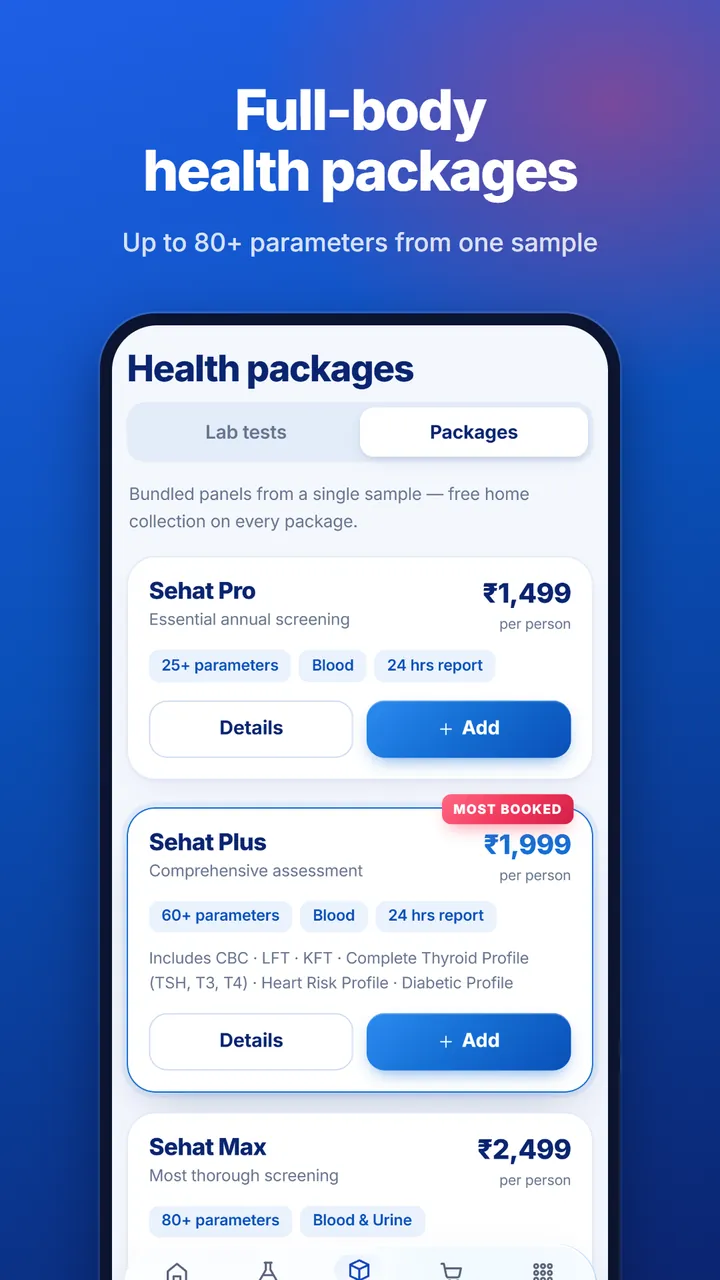 Full-body
health packages
Up to 80+ parameters from one sample
Health packages
Lab tests
Packages
Bundled panels from a single sample — free home
collection on every package.
Sehat Pro
₹1,499
Essential annual screening
per person
25+ parameters
Blood
24 hrs report
Details
+ Add
MOST BOOKED
Sehat Plus
₹1,999
Comprehensive assessment
per person
60+ parameters
Blood
24 hrs report
Includes CBC · LFT · KFT · Complete Thyroid Profile
(TSH, T3, T4) · Heart Risk Profile · Diabetic Profile
Details
+ Add
Sehat Max
₹2,499
Most thorough screening
per person
80+ parameters
Blood & Urine